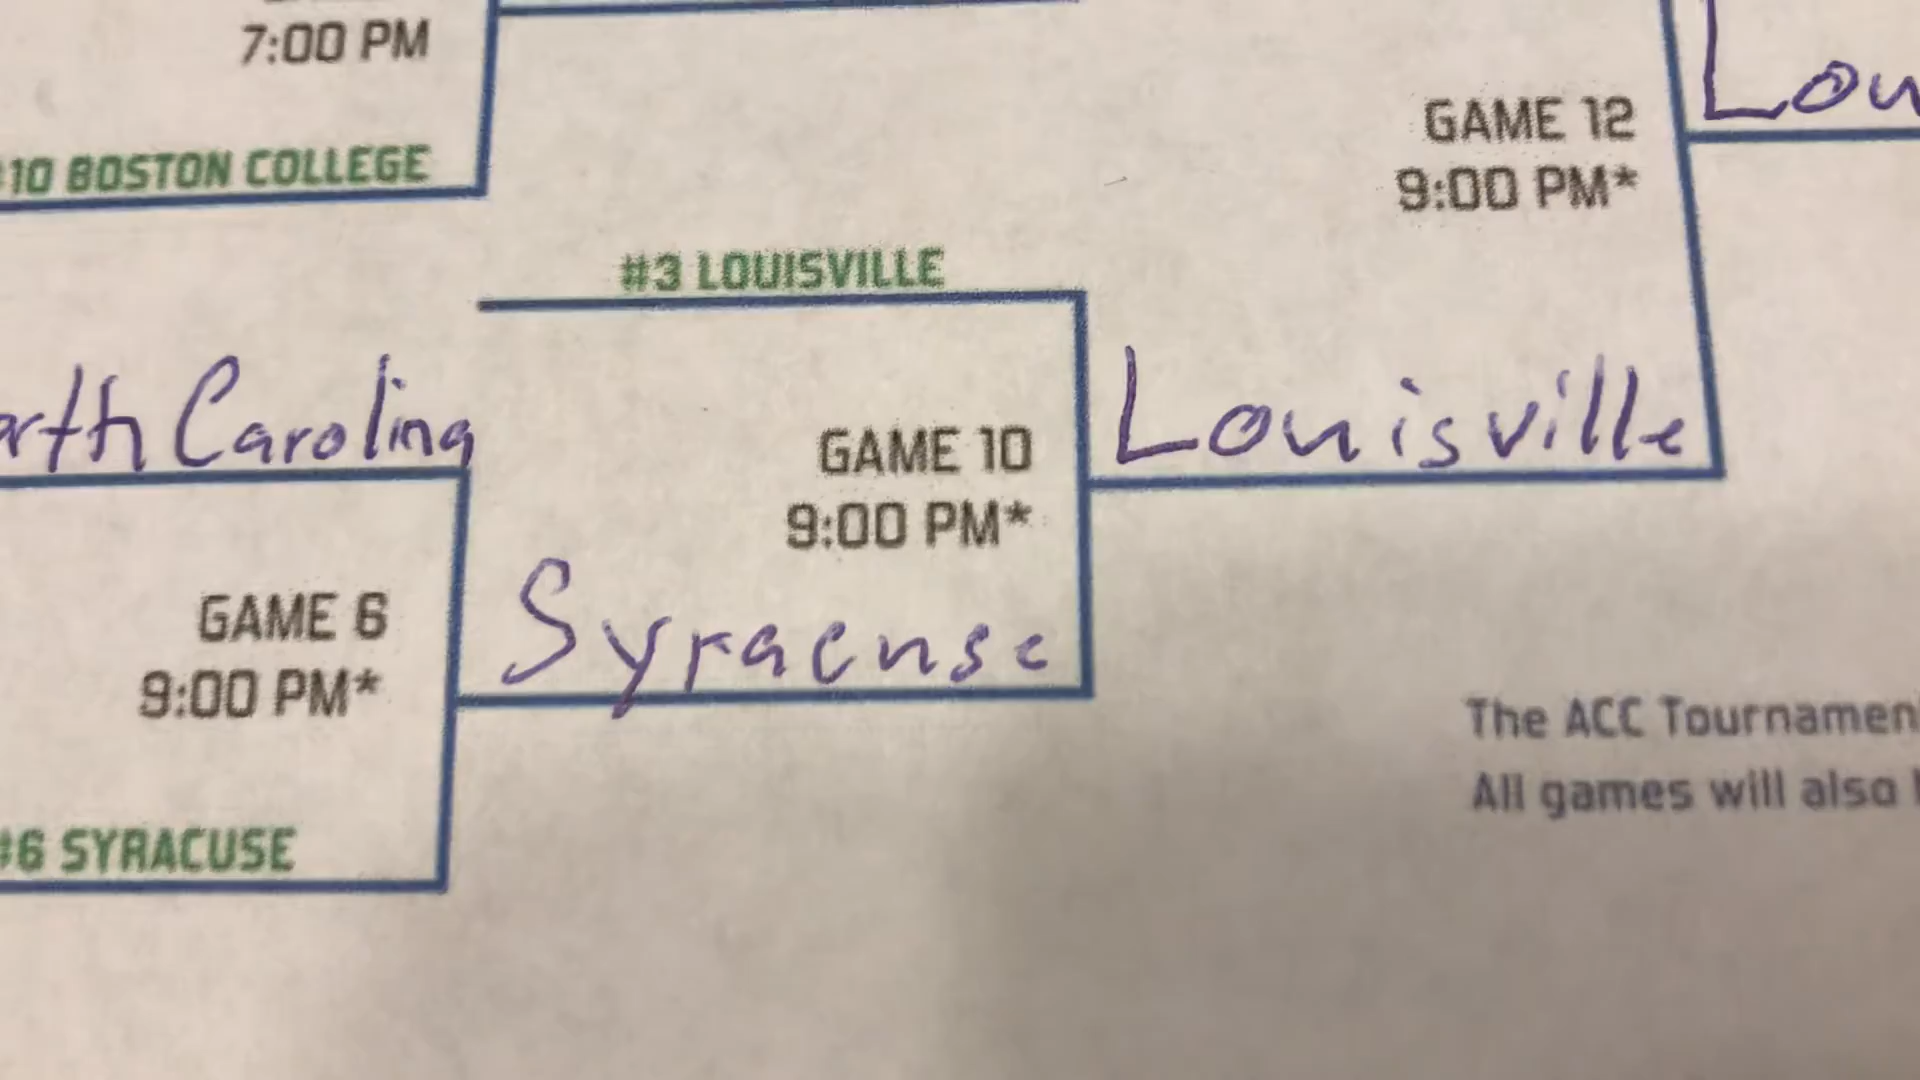 7:00 PM
10 BOSTON COLLEGE
GAME 12
9:00 PM*
#3 LOUISVILLE
Carolina
GAME 10
9:00 PM*
Louisville
GAME 6
9:00 PM*
Syracuse
#6 SYRACUSE
The ACC
All games will also